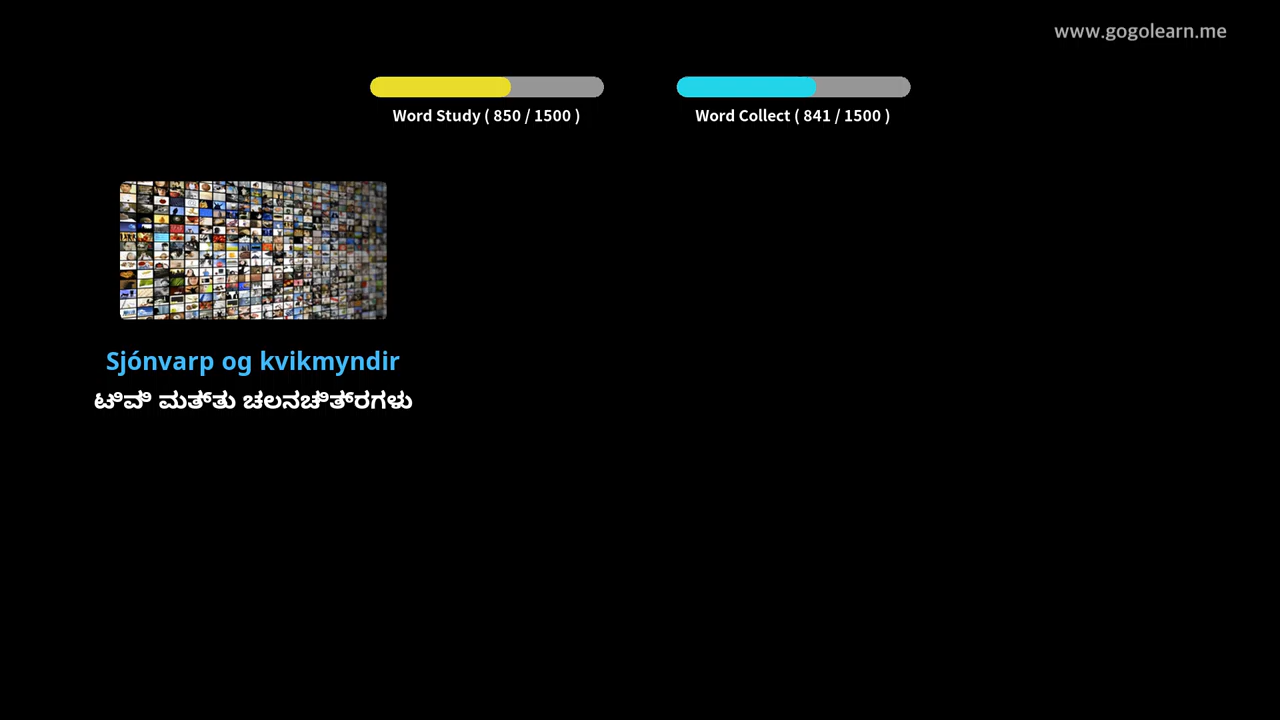 www.gogolearn.me
Word Study ( 850 / 1500 )
Word Collect ( 841 / 1500 )
Sjónvarp og kvikmyndir
ಟಿವಿ ಮತ್ತು ಚಲನಚಿತ್ರಗಳು